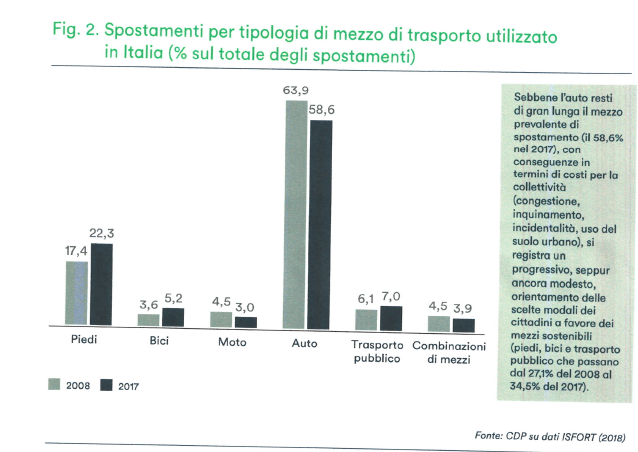 Fig. 2. Spostamenti per tipologia di mezzo di trasporto utilizzato
in Italia (% sul totale degli spostamenti)
63,9
58,6
17,4
22,3
3,6
5,2
4,5
3,0
6,1
7,0
4,5
3,9
Piedi
Bici
Moto
Auto
Trasporto
pubblico
Combinazioni
di mezzi
2008
2017
Sebbene l'auto resti
di gran lunga il mezzo
prevalente di
spostamento (il 58,6%
nel 2017), con
conseguenze in
termini di costi per la
collettività
(congestione,
inquinamento,
incidentalità, uso del
suolo urbano), si
registra un
progressivo, seppur
ancora modesto,
orientamento delle
scelte modali dei
cittadini a favore dei
mezzi sostenibili
(piedi, bici e trasporto
pubblico che passano
dal 27,1% del 2008 al
34,5% del 2017).
Fonte: CDP su dati ISFORT (2018)